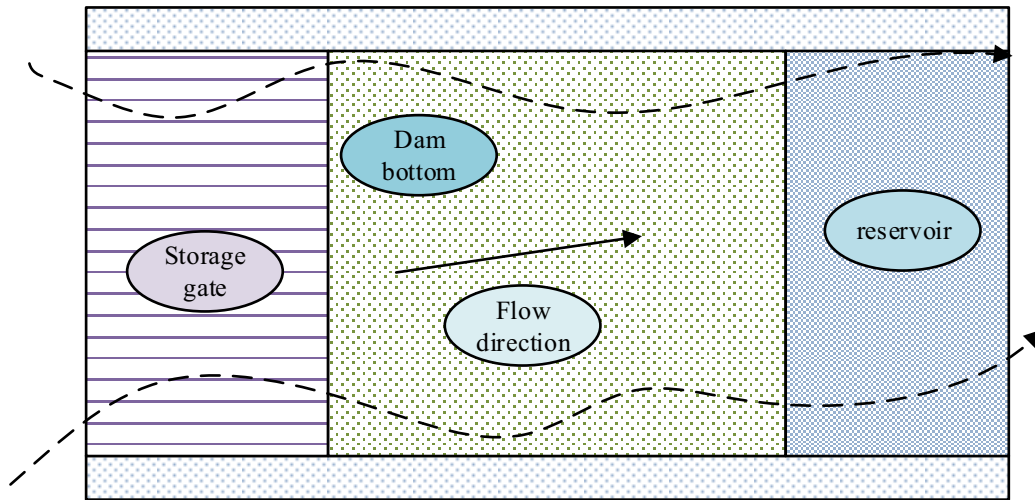 Dam
bottom
Storage
gate
Flow
direction
reservoir